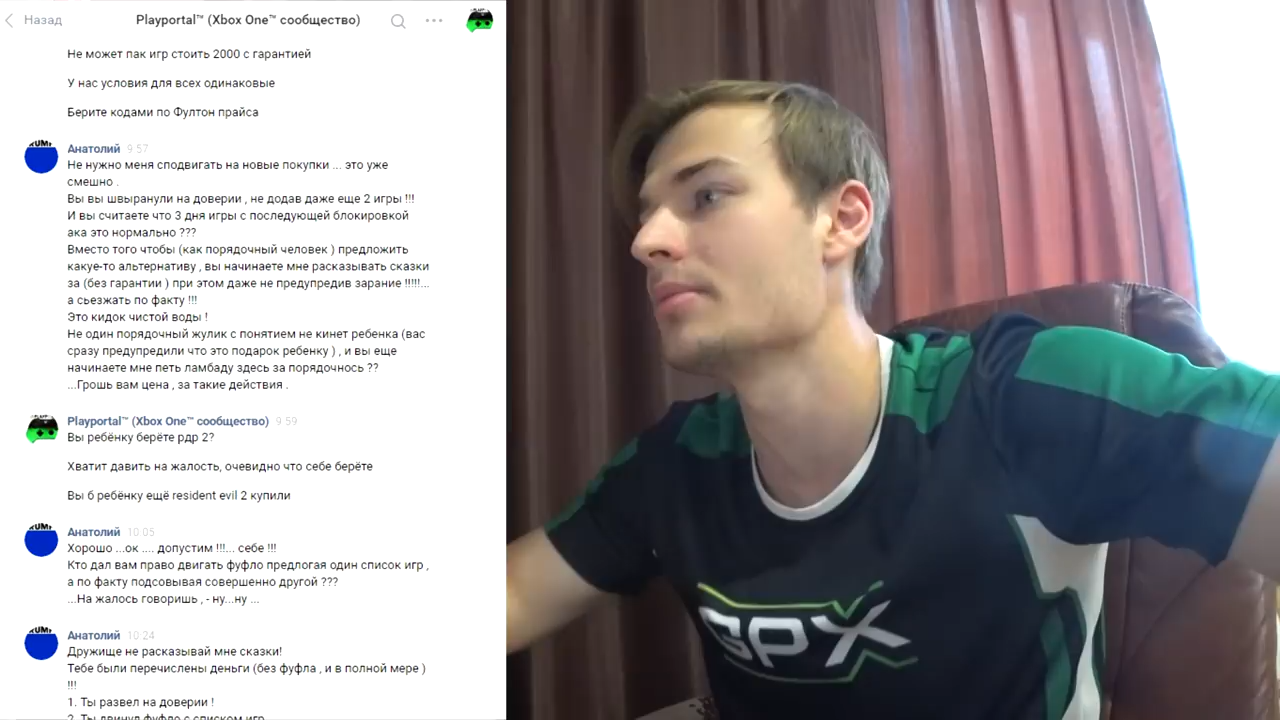 Назад
Playportal™ (Xbox One™ сообщество)
Не может пак игр стоить 2000 с гарантией
У нас условия для всех одинаковые
Берите кодами по Фултон прайса
Анатолий 9:57
Не нужно меня сподвигать на новые покупки ... это уже
смешно .
Вы вы швыранули на доверии , не додав даже еще 2 игры !!!
И вы считаете что 3 дня игры с последующей блокировкой
ака это нормально ???
Вместо того чтобы (как порядочный человек ) предложить
какуе-то альтернативу , вы начинаете мне рассказывать сказки
за (без гарантии ) при этом даже не предупредив зарание !!!!!...
а сьезжать по факту !!!
Это кидок чистой воды !
Не один порядочный жулик с понятием не кинет ребенка (вас
сразу предупредили что это подарок ребенку ) , и вы еще
начинаете мне петь ламбаду здесь за порядочнось ??
...Грошь вам цена , за такие действия .
Playportal™ (Xbox One™ сообщество) 9:59
Вы ребёнку берёте рдр 2?
Хватит давить на жалость, очевидно что себе берёте
Вы б ребёнку ещё resident evil 2 купили
Анатолий 10:05
Хорошо ...ок .... допустим !!!... себе !!!
Кто дал вам право двигать фуфло предлогая один список игр ,
а по факту подсовывая совершенно другой ???
...На жалось говоришь , - ну...ну ...
Анатолий 10:24
Дружище не рассказывай мне сказки!
Тебе были перечислены деньги (без фуфла , и в полной мере )
!!!
1. Ты развел на доверии !
2. Ты двинул фуфло с списком игр
GPX